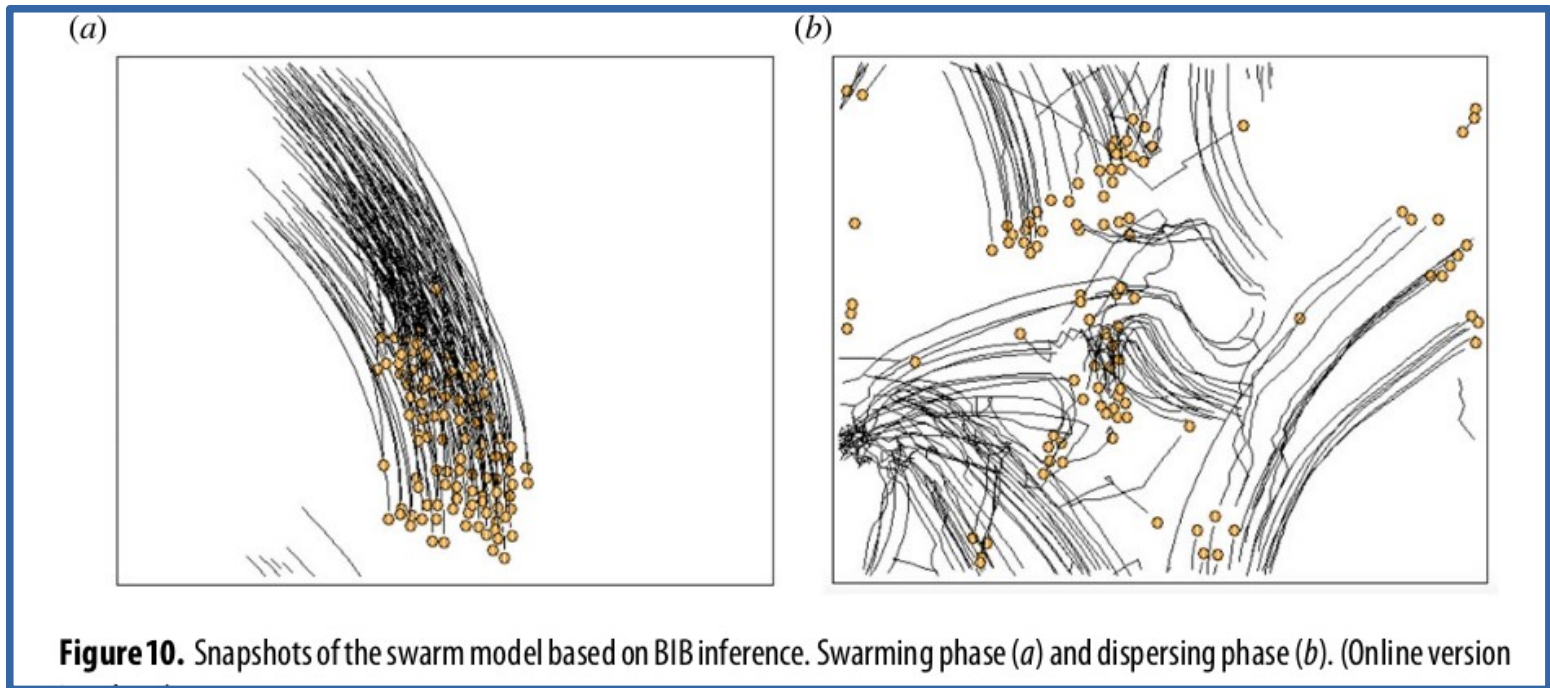 (a)
(b)
Figure 10. Snapshots of the swarm model based on BIB inference. Swarming phase (a) and dispersing phase (b). (Online version